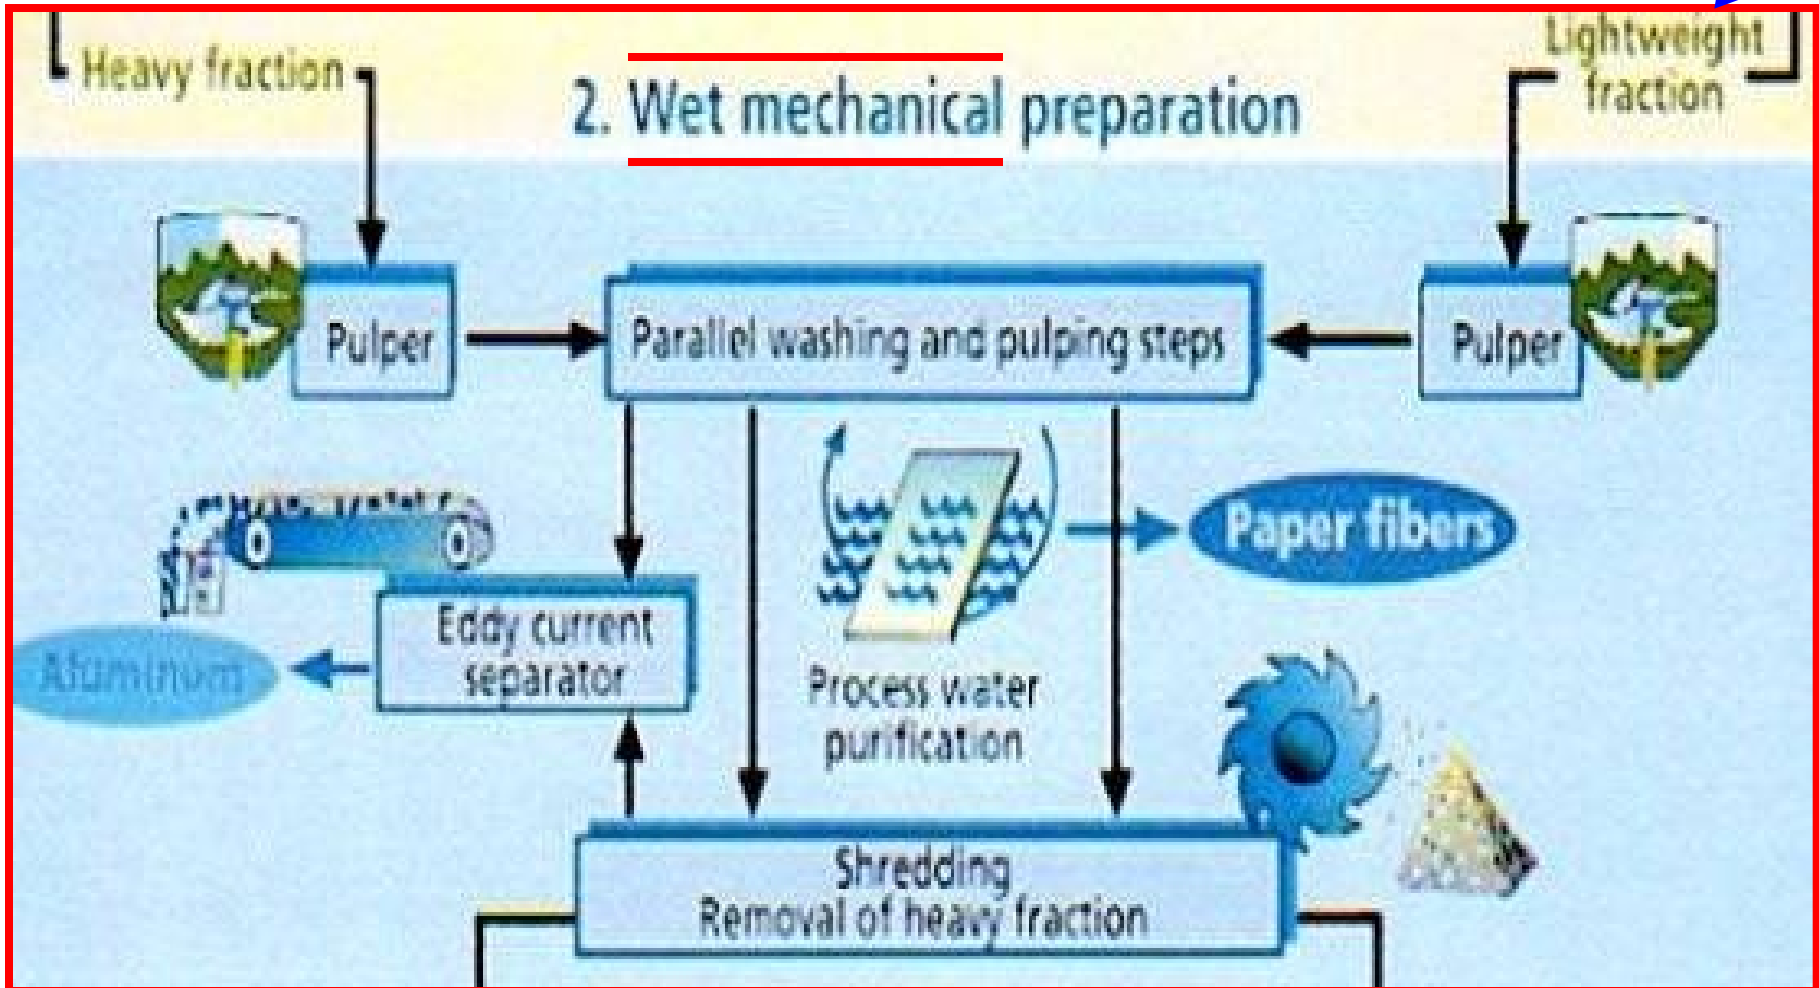 Heavy fraction
Lightweight
fraction
2. Wet mechanical preparation
Pulper
Parallel washing and pulping steps
Pulper
Paper fibers
Eddy current
separator
Aluminum
Process water
purification
Shredding
Removal of heavy fraction